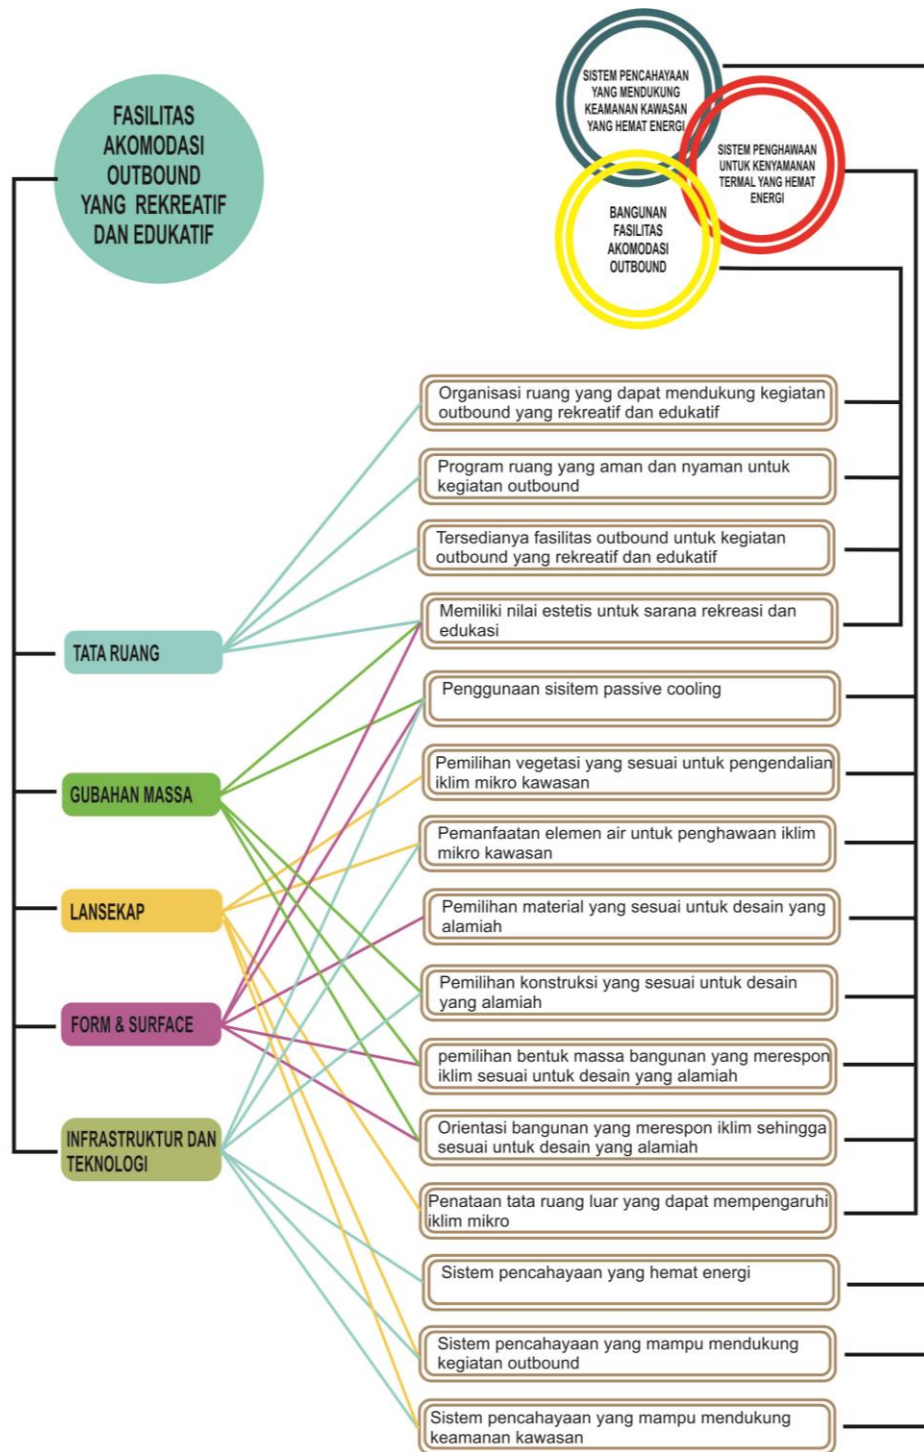 FASILITAS
AKOMODASI
OUTBOUND
YANG REKREATIF
DAN EDUKATIF
SISTEM PENCAHAYAAN
YANG MENDUKUNG
KEAMANAN KAWASAN
YANG HEMAT ENERGI
SISTEM PENGHAWAAN
UNTUK KENYAMANAN
TERMAL YANG HEMAT
ENERGI
BANGUNAN
FASILITAS
AKOMODASI
OUTBOUND
TATA RUANG
GUBAHAN MASSA
LANSEKAP
FORM & SURFACE
INFRASTRUKTUR DAN
TEKNOLOGI
Organisasi ruang yang dapat mendukung kegiatan
outbound yang rekreatif dan edukatif
Program ruang yang aman dan nyaman untuk
kegiatan outbound
Tersedianya fasilitas outbound untuk kegiatan
outbound yang rekreatif dan edukatif
Memiliki nilai estetis untuk sarana rekreasi dan
edukasi
Penggunaan sisitem passive cooling
Pemilihan vegetasi yang sesuai untuk pengendalian
iklim mikro kawasan
Pemanfaatan elemen air untuk penghawaan iklim
mikro kawasan
Pemilihan material yang sesuai untuk desain yang
alamiah
Pemilihan konstruksi yang sesuai untuk desain
yang alamiah
pemilihan bentuk massa bangunan yang merespon
iklim sesuai untuk desain yang alamiah
Orientasi bangunan yang merespon iklim sehingga
sesuai untuk desain yang alamiah
Penataan tata ruang luar yang dapat mempengaruhi
iklim mikro
Sistem pencahayaan yang hemat energi
Sistem pencahayaan yang mampu mendukung
kegiatan outbound
Sistem pencahayaan yang mampu mendukung
keamanan kawasan